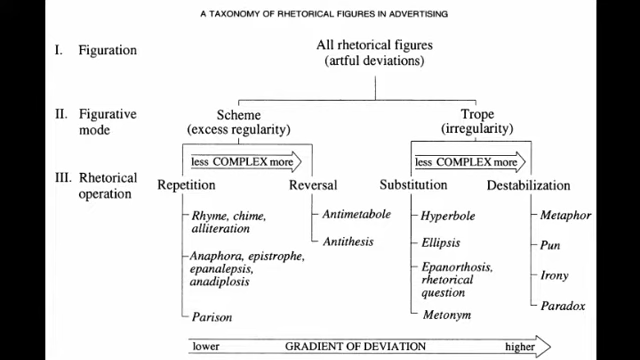 A TAXONOMY OF RHETORICAL FIGURES IN ADVERTISING
I. Figuration
All rhetorical figures
(artful deviations)
II. Figurative
mode
Scheme
(excess regularity)
Trope
(irregularity)
less COMPLEX more
less COMPLEX more
III. Rhetorical
operation
Repetition
Reversal
Substitution
Destabilization
Rhyme, chime,
alliteration
Anaphora, epistrophe,
epanalepsis,
anadiplosis
Parison
Antimetabole
Antithesis
Hyperbole
Ellipsis
Epanorthosis,
rhetorical
question
Metonym
Metaphor
Pun
Irony
Paradox
lower GRADIENT OF DEVIATION higher